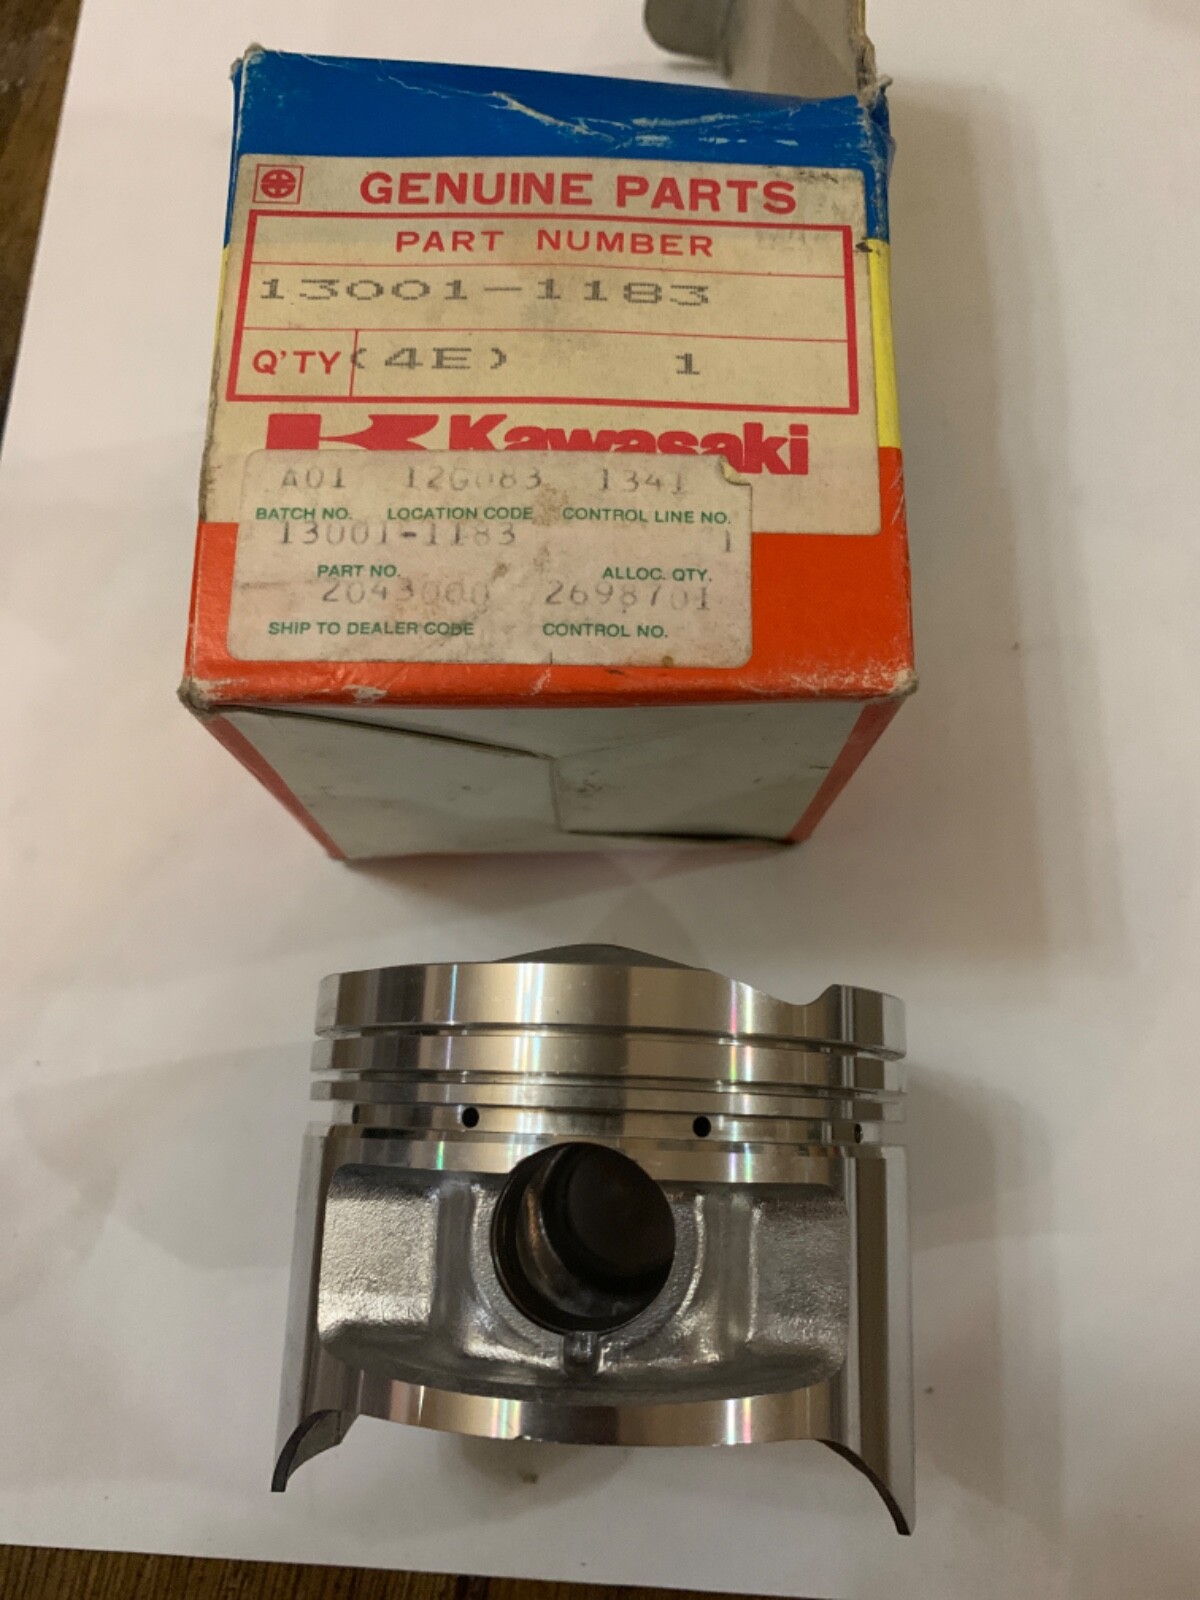 GENUINE PARTS
PART NUMBER
13001-1183
Q'TY (4E) 1
Kawasaki
A01 12G083 1341
BATCH NO. LOCATION CODE CONTROL LINE NO.
13001-1183 1
PART NO. ALLOC. QTY.
2043000 2698701
SHIP TO DEALER CODE CONTROL NO.